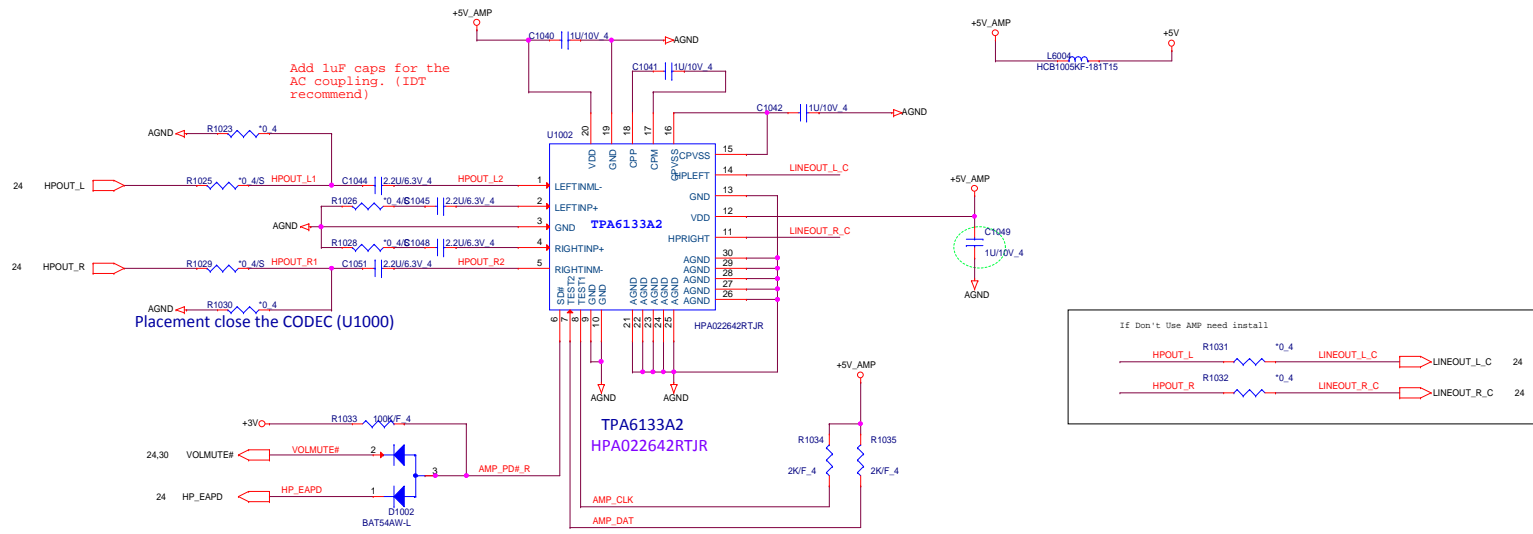 +5V_AMP
C1040 1U/10V_4
AGND
C1041 1U/10V_4
+5V_AMP
+5V
L6004
HCB1005KF-181T15
Add 1uF caps for the
AC coupling. (IDT
recommend)
C1042 1U/10V_4
AGND
U1002
20 19 18 17 16
VDD GND CPP CPM CPVSS
AGND R1023 *0_4
24 HPOUT_L R1025 *0_4/S HPOUT_L1 C1044 2.2U/6.3V_4 HPOUT_L2 1 LEFTINML-
R1026 *0_4/S C1045 2.2U/6.3V_4 2 LEFTINP+
AGND 3 GND
R1028 *0_4/S C1048 2.2U/6.3V_4 4 RIGHTINP+
24 HPOUT_R R1029 *0_4/S HPOUT_R1 C1051 2.2U/6.3V_4 HPOUT_R2 5 RIGHTINM-
AGND R1030 *0_4
Placement close the CODEC (U1000)
TPA6133A2
CPVSS 15
HPLEFT 14 LINEOUT_L_C
GND 13
VDD 12
HPRIGHT 11 LINEOUT_R_C
AGND 30
AGND 29
AGND 28
AGND 27
AGND 26
SD# TEST2 TEST1 GND GND AGND AGND AGND AGND AGND
6 7 8 9 10 21 22 23 24 25
HPA022642RTJR
+5V_AMP
C1049
1U/10V_4
AGND
AGND
AGND
TPA6133A2
HPA022642RTJR
If Don't Use AMP need install
HPOUT_L R1031 *0_4 LINEOUT_L_C LINEOUT_L_C 24
HPOUT_R R1032 *0_4 LINEOUT_R_C LINEOUT_R_C 24
+5V_AMP
R1034 R1035
2K/F_4 2K/F_4
+3V R1033 100K/F_4
24,30 VOLMUTE# VOLMUTE# 2
3 AMP_PD#_R
24 HP_EAPD HP_EAPD 1
D1002
BAT54AW-L
AMP_CLK
AMP_DAT